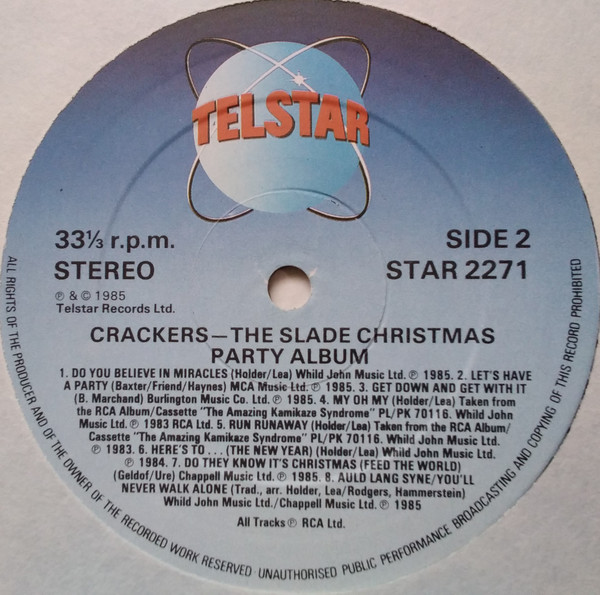 TELSTAR
33⅓ r.p.m.
STEREO
SIDE 2
STAR 2271
℗ & © 1985
Telstar Records Ltd.
CRACKERS—THE SLADE CHRISTMAS
PARTY ALBUM
1. DO YOU BELIEVE IN MIRACLES (Holder/Lea) Whild John Music Ltd. ℗ 1985. 2. LET'S HAVE
A PARTY (Baxter/Friend/Haynes) MCA Music Ltd. ℗ 1985. 3. GET DOWN AND GET WITH IT
(B. Marchand) Burlington Music Co. Ltd. ℗ 1985. 4. MY OH MY (Holder/Lea) Taken from
the RCA Album/Cassette "The Amazing Kamikaze Syndrome" PL/PK 70116. Whild John
Music Ltd. ℗ 1983 RCA Ltd. 5. RUN RUNAWAY (Holder/Lea) Taken from the RCA Album/
Cassette "The Amazing Kamikaze Syndrome" PL/PK 70116. Whild John Music Ltd.
℗ 1983. 6. HERE'S TO . . . (THE NEW YEAR) (Holder/Lea) Whild John Music Ltd.
℗ 1984. 7. DO THEY KNOW IT'S CHRISTMAS (FEED THE WORLD)
(Geldof/Ure) Chappell Music Ltd. ℗ 1985. 8. AULD LANG SYNE/YOU'LL
NEVER WALK ALONE (Trad., arr. Holder, Lea/Rodgers, Hammerstein)
Whild John Music Ltd./Chappell Music Ltd. ℗ 1985
All Tracks ℗ RCA Ltd.
ALL RIGHTS OF THE PRODUCER AND OF THE OWNER OF THE RECORDED WORK RESERVED · UNAUTHORISED PUBLIC PERFORMANCE BROADCASTING AND COPYING OF THIS RECORD PROHIBITED